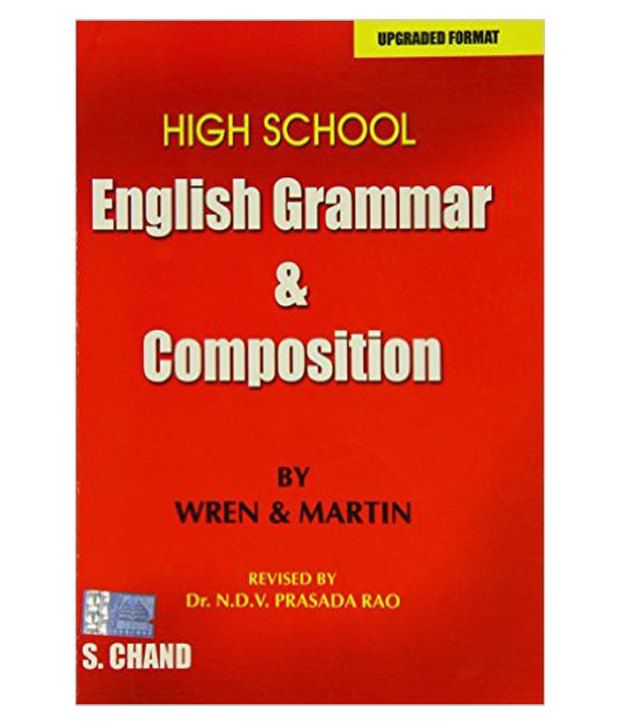 UPGRADED FORMAT
HIGH SCHOOL
English Grammar
&
Composition
BY
WREN & MARTIN
REVISED BY
Dr. N.D.V. PRASADA RAO
S. CHAND